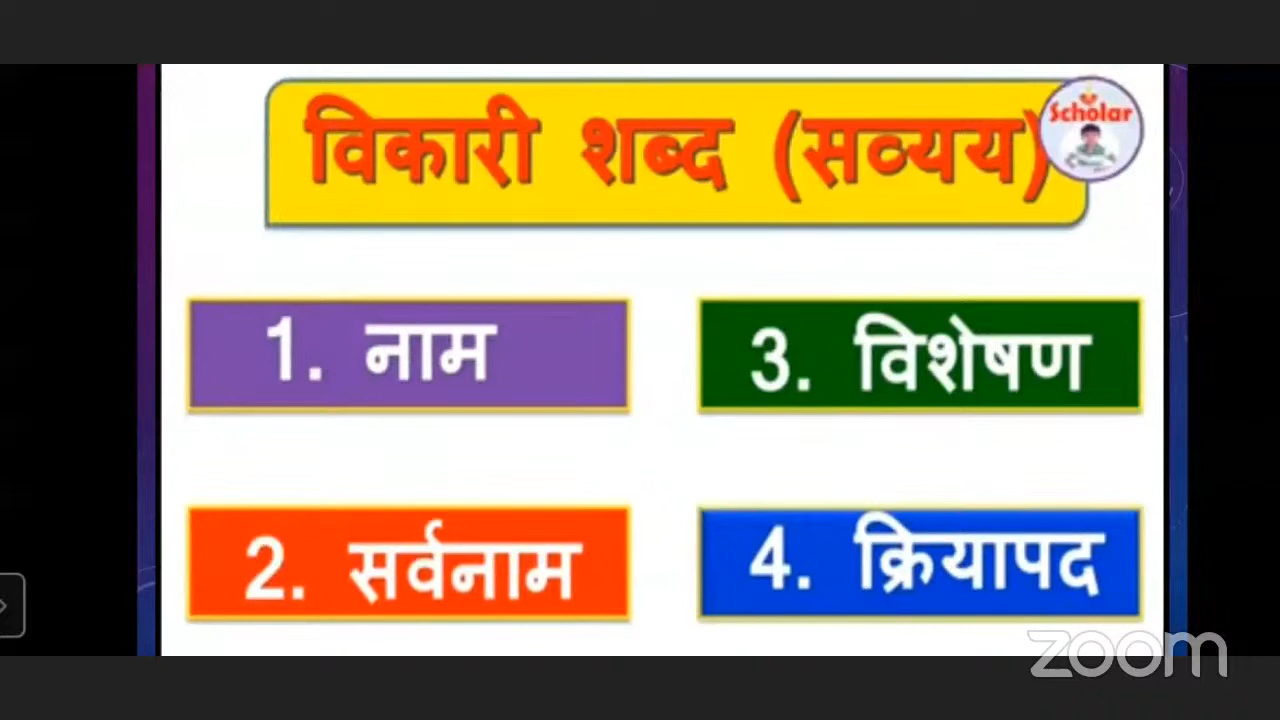 विकारी शब्द (सव्यय)
Scholar
1. नाम
3. विशेषण
2. सर्वनाम
4. क्रियापद
zoom